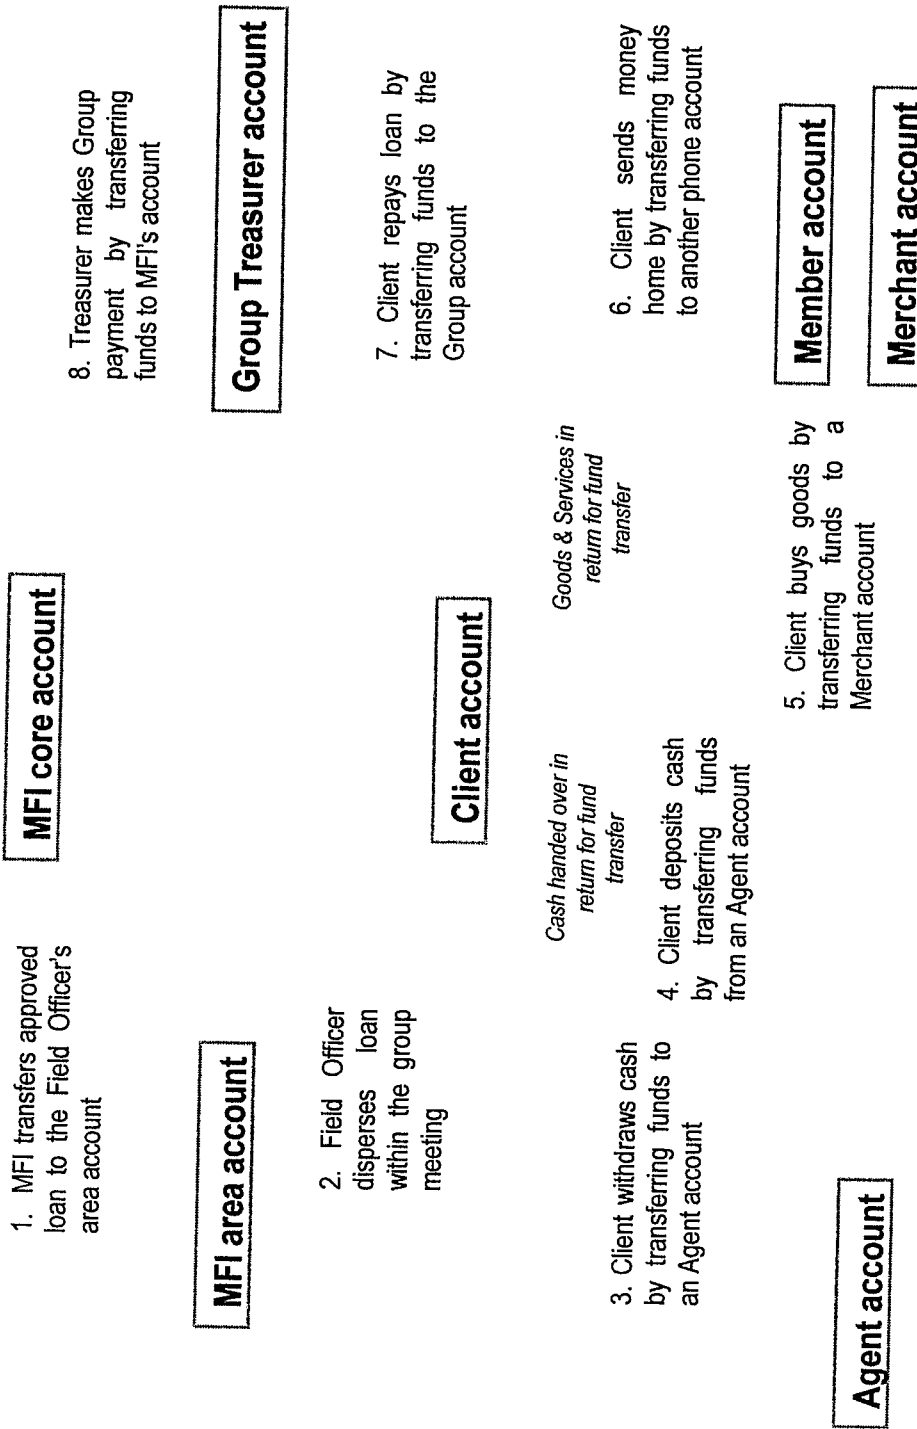 MFI core account
1. MFI transfers approved
loan to the Field Officer's
area account
8. Treasurer makes Group
payment by transferring
funds to MFI's account
MFI area account
Group Treasurer account
2. Field Officer
disperses loan
within the group
meeting
7. Client repays loan by
transferring funds to the
Group account
Client account
Cash handed over in
return for fund
transfer
Goods & Services in
return for fund
transfer
3. Client withdraws cash
by transferring funds to
an Agent account
4. Client deposits cash
by transferring funds
from an Agent account
5. Client buys goods by
transferring funds to a
Merchant account
6. Client sends money
home by transferring funds
to another phone account
Agent account
Member account
Merchant account